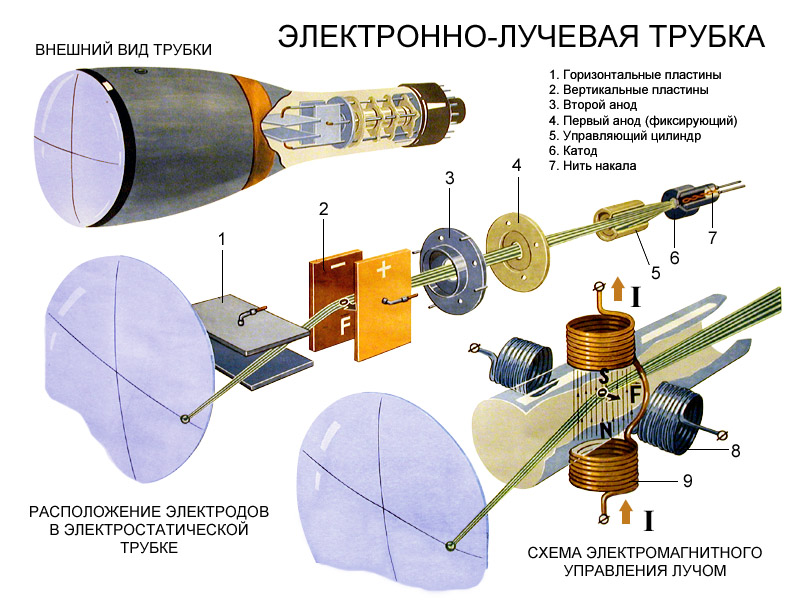 ЭЛЕКТРОННО-ЛУЧЕВАЯ ТРУБКА
ВНЕШНИЙ ВИД ТРУБКИ
1. Горизонтальные пластины
2. Вертикальные пластины
3. Второй анод
4. Первый анод (фиксирующий)
5. Управляющий цилиндр
6. Катод
7. Нить накала
1
2
3
4
5
6
7
−
+
F
I
S
F
N
8
9
I
РАСПОЛОЖЕНИЕ ЭЛЕКТРОДОВ
В ЭЛЕКТРОСТАТИЧЕСКОЙ
ТРУБКЕ
СХЕМА ЭЛЕКТРОМАГНИТНОГО
УПРАВЛЕНИЯ ЛУЧОМ